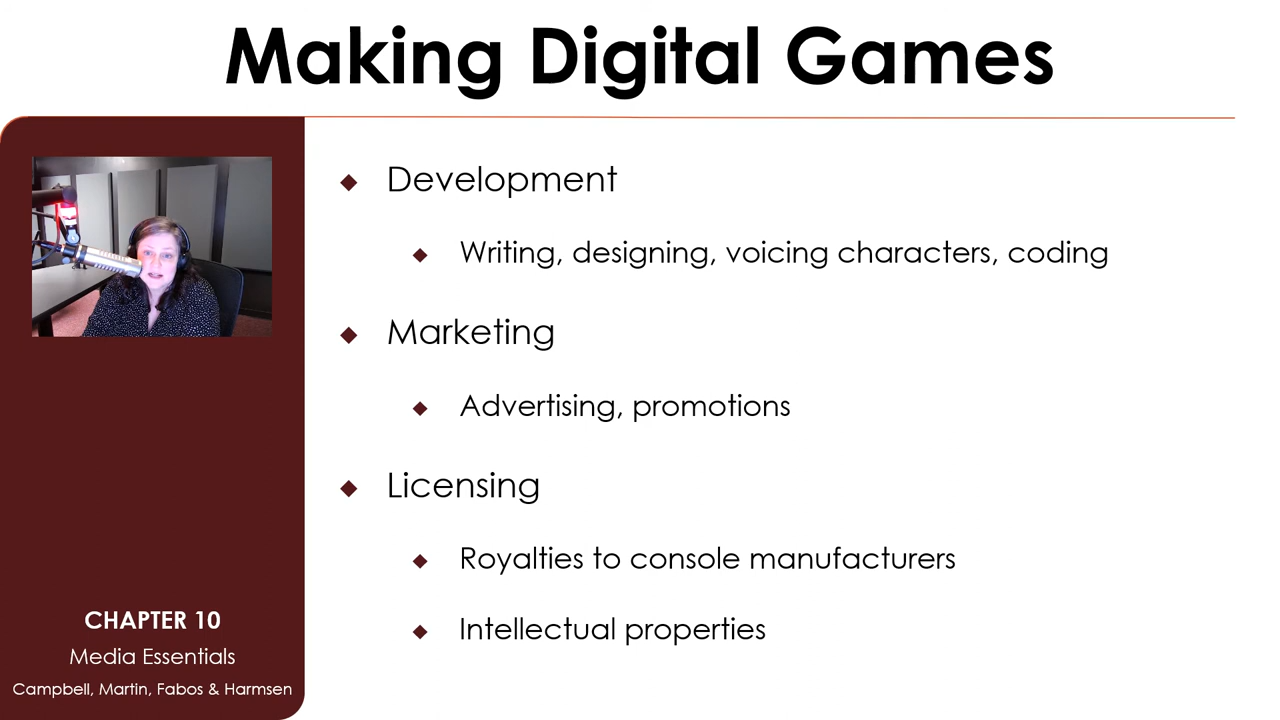 Making Digital Games
Development
Writing, designing, voicing characters, coding
Marketing
Advertising, promotions
Licensing
Royalties to console manufacturers
Intellectual properties
CHAPTER 10
Media Essentials
Campbell, Martin, Fabos & Harmsen